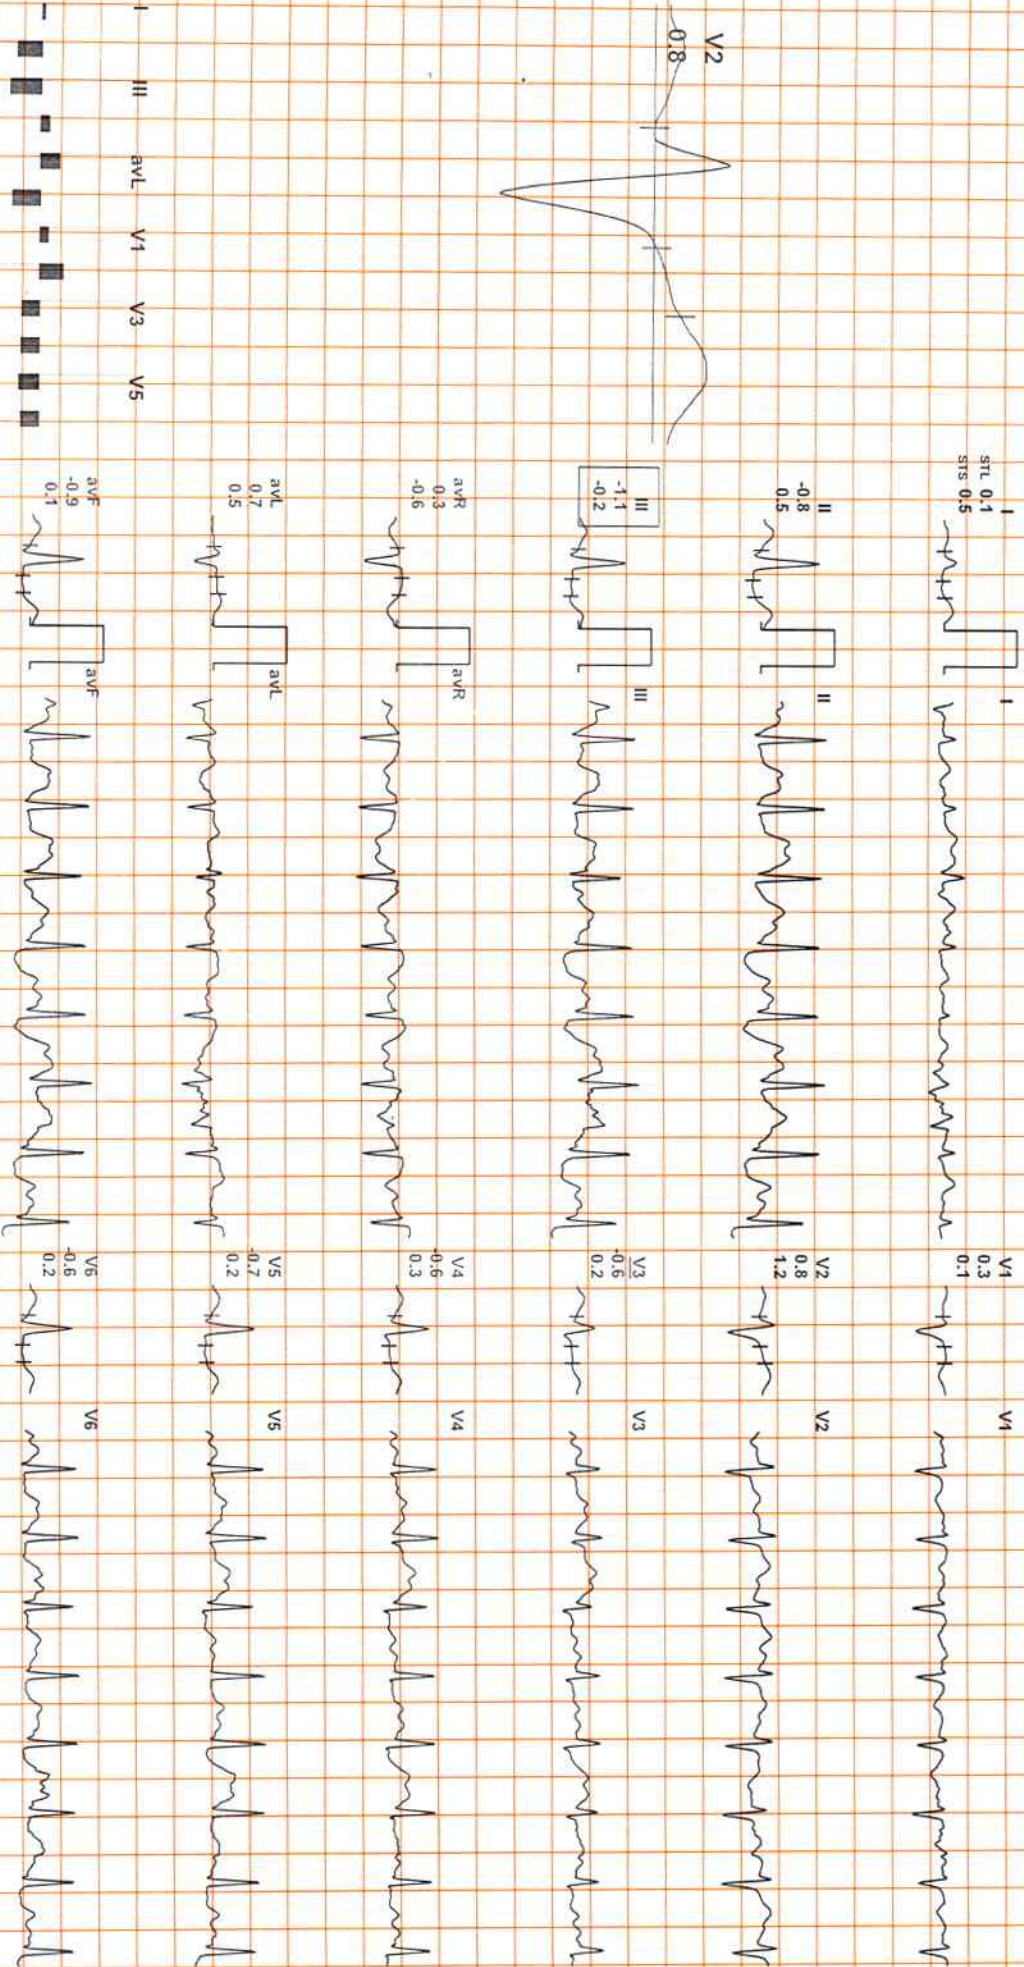 V2
0.8
I III avL V1 V3 V5
I
STL 0.1
STS 0.5
I
II
-0.8
0.5
II
III
-1.1
-0.2
III
avR
0.3
-0.6
avR
avL
0.7
0.5
avL
avF
-0.9
0.1
avF
V1
0.3
0.1
V1
V2
0.8
1.2
V2
V3
-0.6
0.2
V3
V4
-0.6
0.3
V4
V5
-0.7
0.2
V5
V6
-0.6
0.2
V6